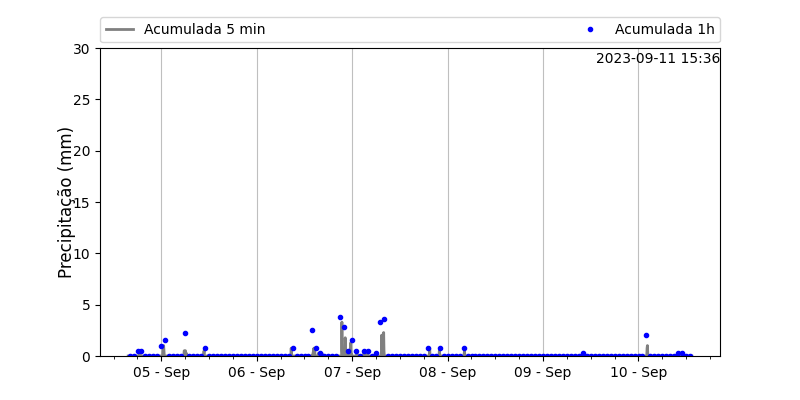 Acumulada 5 min
Acumulada 1h
2023-09-11 15:36
Precipitação (mm)
30
25
20
15
10
5
0
05 - Sep
06 - Sep
07 - Sep
08 - Sep
09 - Sep
10 - Sep